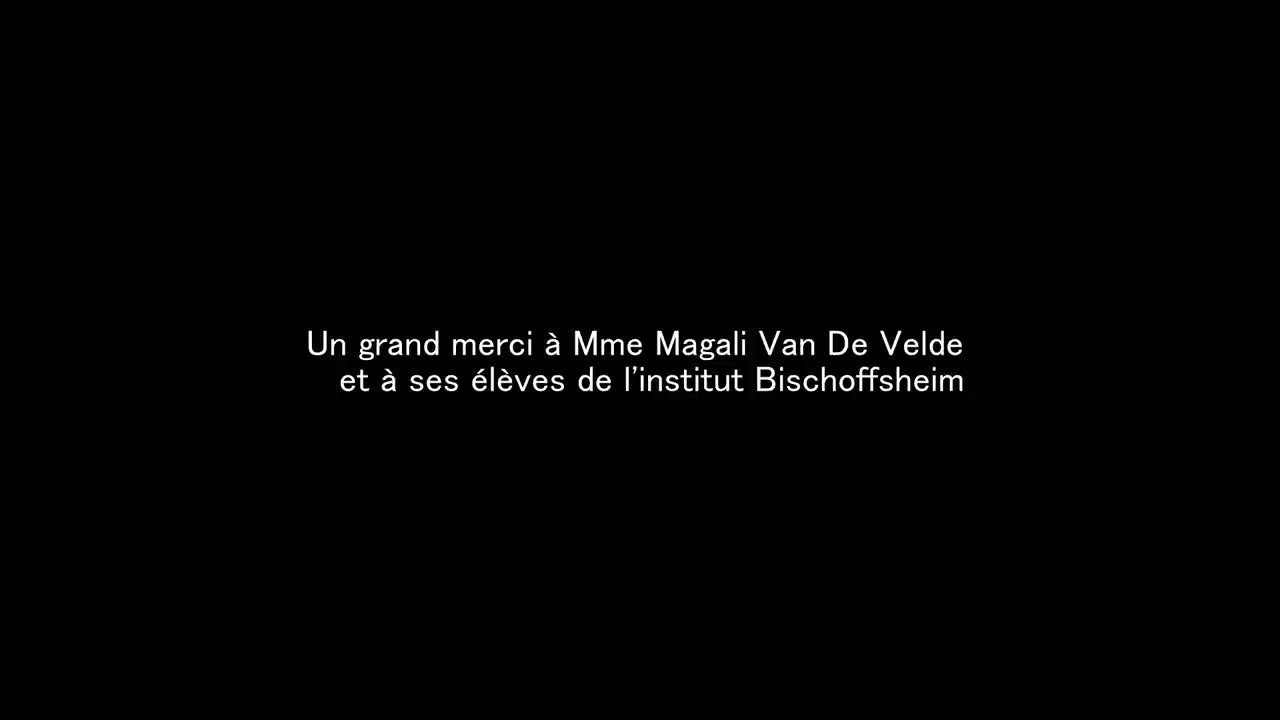 Un grand merci à Mme Magali Van De Velde
et à ses élèves de l'institut Bischoffsheim